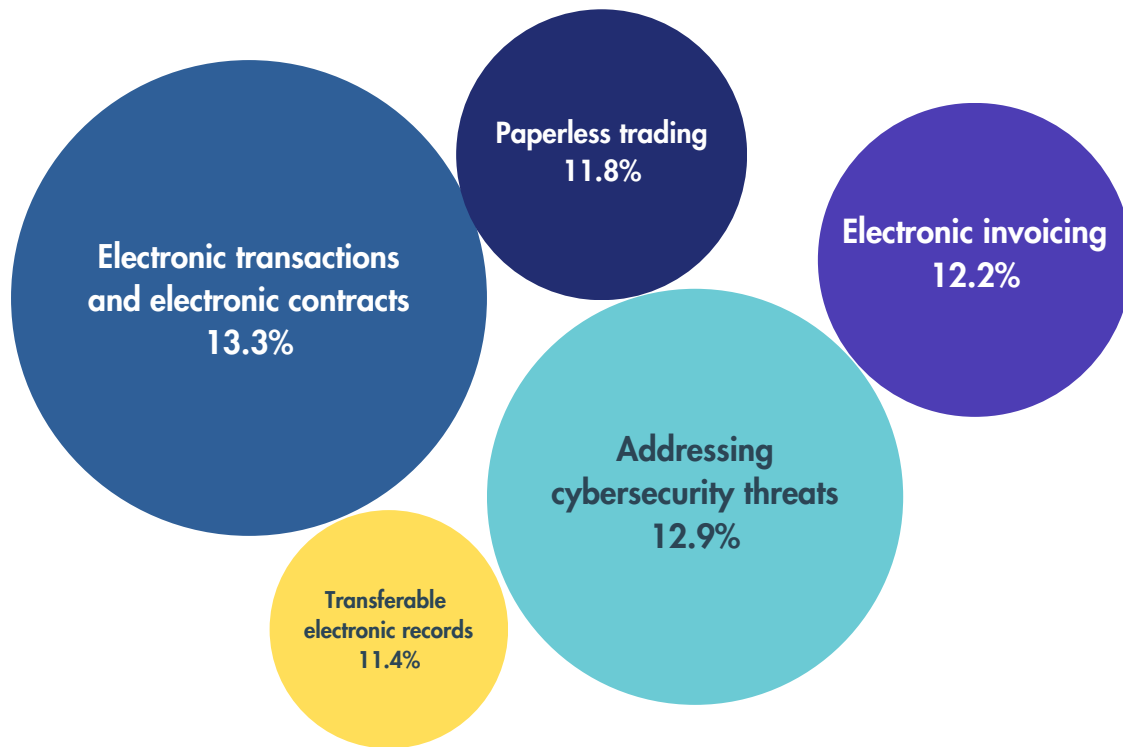 Paperless trading
11.8%
Electronic invoicing
12.2%
Electronic transactions
and electronic contracts
13.3%
Addressing
cybersecurity threats
12.9%
Transferable
electronic records
11.4%